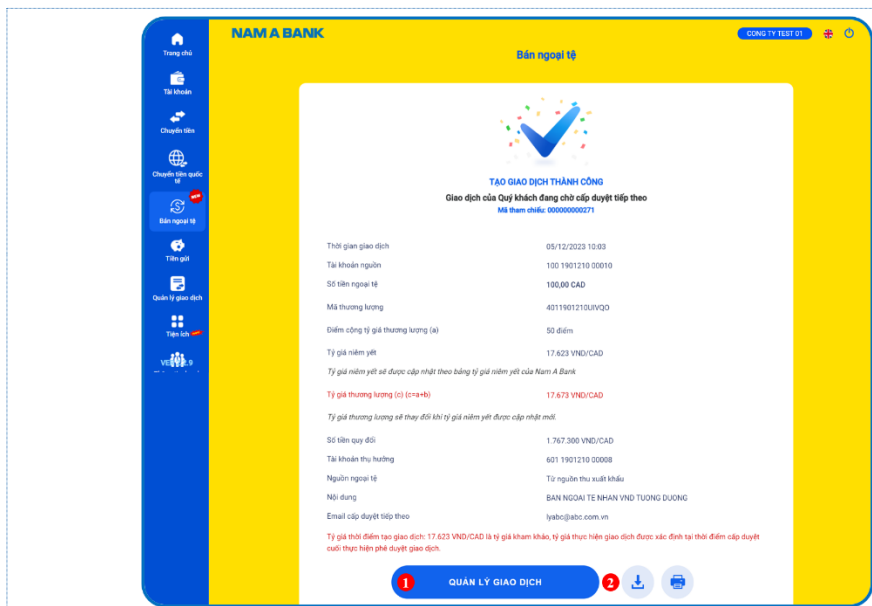 NAM A BANK
CONG TY TEST 01
Bán ngoại tệ
Trang chủ
Tài khoản
Chuyển tiền
Chuyển tiền quốc
tế
NEW
Bán ngoại tệ
Tiền gửi
Quản lý giao dịch
Tiện ích
TẠO GIAO DỊCH THÀNH CÔNG
Giao dịch của Quý khách đang chờ cấp duyệt tiếp theo
Mã tham chiếu: 000000000271
Thời gian giao dịch 05/12/2023 10:03
Tài khoản nguồn 100 1901210 00010
Số tiền ngoại tệ 100,00 CAD
Mã thương lượng 4011901210UIVQO
Điểm cộng tỷ giá thương lượng (a) 50 điểm
Tỷ giá niêm yết 17.623 VND/CAD
Tỷ giá niêm yết sẽ được cập nhật theo bảng tỷ giá niêm yết của Nam A Bank
Tỷ giá thương lượng (c) (c=a+b) 17.673 VND/CAD
Tỷ giá thương lượng sẽ thay đổi khi tỷ giá niêm yết được cập nhật mới.
Số tiền quy đổi 1.767.300 VND/CAD
Tài khoản thụ hưởng 601 1901210 00008
Nguồn ngoại tệ Từ nguồn thu xuất khẩu
Nội dung BAN NGOAI TE NHAN VND TUONG DUONG
Email cấp duyệt tiếp theo lyabc@abc.com.vn
Tỷ giá thời điểm tạo giao dịch: 17.623 VND/CAD là tỷ giá kham khảo, tỷ giá thực hiện giao dịch được xác định tại thời điểm cấp duyệt
cuối thực hiện phê duyệt giao dịch.
1 QUẢN LÝ GIAO DỊCH 2